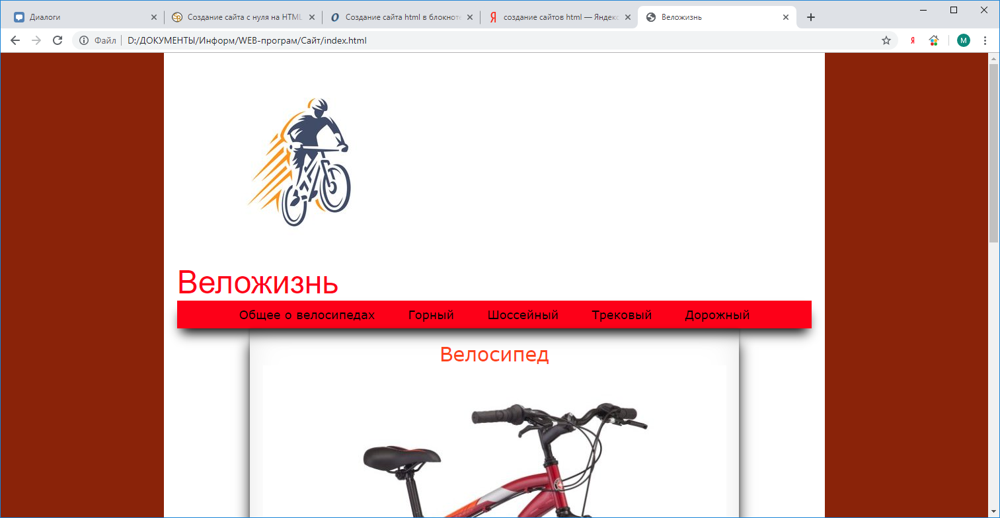 Диалоги
Создание сайта с нуля на HTML
Создание сайта html в блокноте
создание сайтов html — Яндекс
Веложизнь
Файл
D:/ДОКУМЕНТЫ/Информ/WEB-програм/Сайт/index.html
Я
M
Веложизнь
Общее о велосипедах Горный Шоссейный Трековый Дорожный
Велосипед